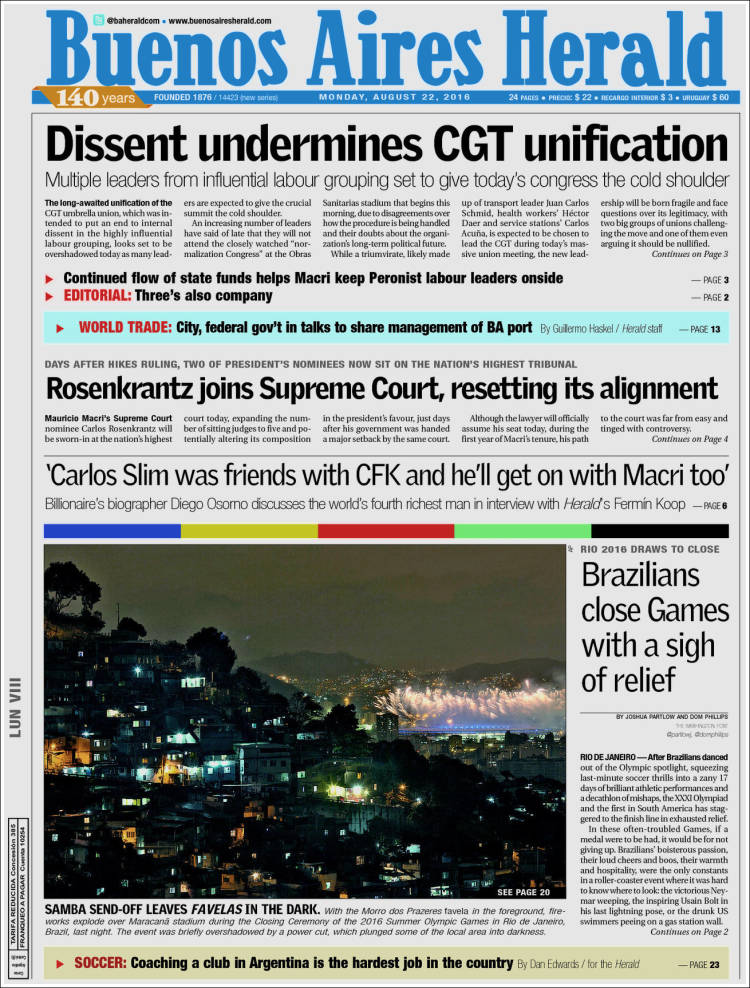 @baheraldcom • www.buenosairesherald.com
Buenos Aires Herald
140 years
FOUNDED 1876 / 14423 (new series)
MONDAY, AUGUST 22, 2016
24 PAGES • PRECIO: $ 22 • RECARGO INTERIOR $ 3 • URUGUAY $ 60
Dissent undermines CGT unification
Multiple leaders from influential labour grouping set to give today's congress the cold shoulder
The long-awaited unification of the
CGT umbrella union, which was in-
tended to put an end to internal
dissent in the highly influential
labour grouping, looks set to be
overshadowed today as many lead-
ers are expected to give the crucial
summit the cold shoulder.
An increasing number of leaders
have said of late that they will not
attend the closely watched “nor-
malization Congress” at the Obras
Sanitarias stadium that begins this
morning, due to disagreements over
how the procedure is being handled
and their doubts about the organi-
zation's long-term political future.
While a triumvirate, likely made
up of transport leader Juan Carlos
Schmid, health workers' Héctor
Daer and service stations' Carlos
Acuña, is expected to be chosen to
lead the CGT during today's mas-
sive union meeting, the new lead-
ership will be born fragile and face
questions over its legitimacy, with
two big groups of unions challeng-
ing the move and one of them even
arguing it should be nullified.
Continues on Page 3
Continued flow of state funds helps Macri keep Peronist labour leaders onside — PAGE 3
EDITORIAL: Three's also company — PAGE 2
WORLD TRADE: City, federal gov't in talks to share management of BA port By Guillermo Haskel / Herald staff — PAGE 13
DAYS AFTER HIKES RULING, TWO OF PRESIDENT'S NOMINEES NOW SIT ON THE NATION'S HIGHEST TRIBUNAL
Rosenkrantz joins Supreme Court, resetting its alignment
Mauricio Macri's Supreme Court
nominee Carlos Rosenkrantz will
be sworn-in at the nation's highest
court today, expanding the num-
ber of sitting judges to five and po-
tentially altering its composition
in the president's favour, just days
after his government was handed
a major setback by the same court.
Although the lawyer will officially
assume his seat today, during the
first year of Macri's tenure, his path
to the court was far from easy and
tinged with controversy.
Continues on Page 4
‘Carlos Slim was friends with CFK and he'll get on with Macri too’
Billionaire's biographer Diego Osorno discusses the world's fourth richest man in interview with Herald's Fermín Koop — PAGE 6
SEE PAGE 20
SAMBA SEND-OFF LEAVES FAVELAS IN THE DARK. With the Morro dos Prazeres favela in the foreground, fire-
works explode over Maracanã stadium during the Closing Ceremony of the 2016 Summer Olympic Games in Rio de Janeiro,
Brazil, last night. The event was briefly overshadowed by a power cut, which plunged some of the local area into darkness.
AP
RIO 2016 DRAWS TO CLOSE
Brazilians
close Games
with a sigh
of relief
BY JOSHUA PARTLOW AND DOM PHILLIPS
THE WASHINGTON POST
@partlowj, @domphillips
RIO DE JANEIRO — After Brazilians danced
out of the Olympic spotlight, squeezing
last-minute soccer thrills into a zany 17
days of brilliant athletic performances and
a decathlon of mishaps, the XXXI Olympiad
and the first in South America has stag-
gered to the finish line in exhausted relief.
In these often-troubled Games, if a
medal were to be had, it would be for not
giving up. Brazilians' boisterous passion,
their loud cheers and boos, their warmth
and hospitality, were the only constants
in a roller-coaster event where it was hard
to know where to look: the victorious Ney-
mar weeping, the inspiring Usain Bolt in
his last lightning pose, or the drunk US
swimmers peeing on a gas station wall.
Continues on Page 2
SOCCER: Coaching a club in Argentina is the hardest job in the country By Dan Edwards / for the Herald — PAGE 23
LUN VIII
TARIFA REDUCIDA Concesión 385
FRANQUEO A PAGAR Cuenta 10254